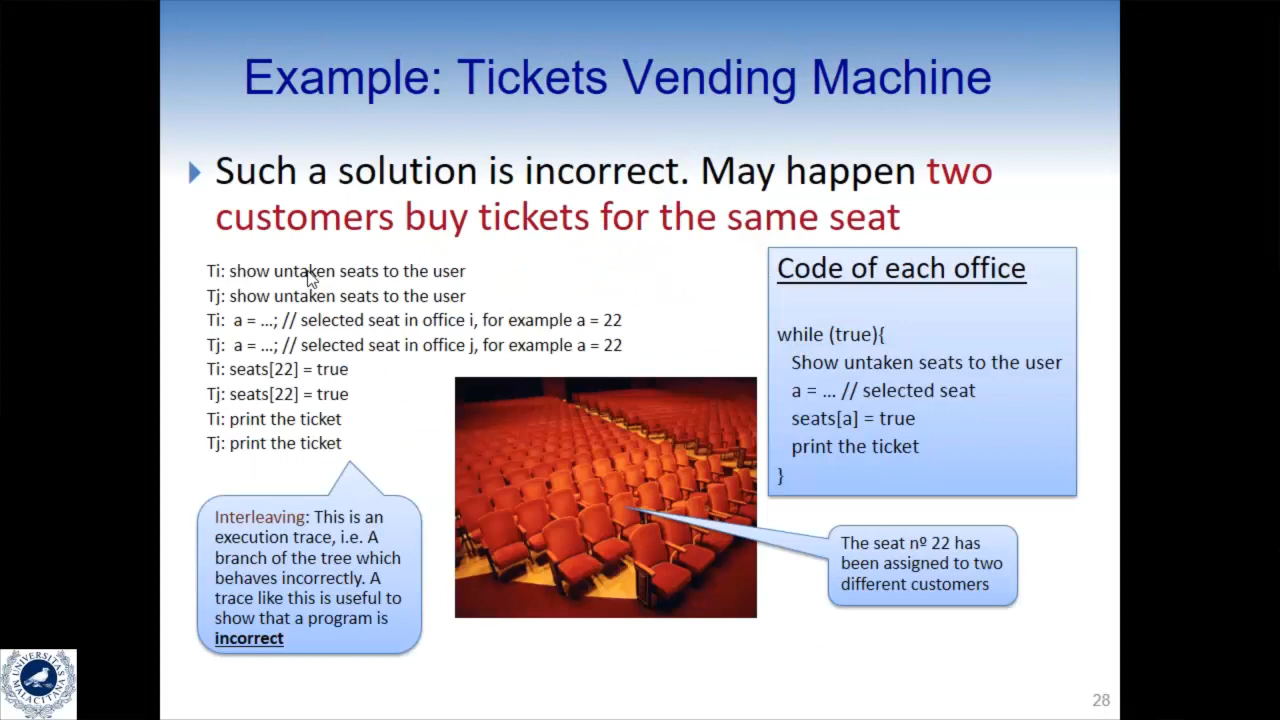 Example: Tickets Vending Machine
Such a solution is incorrect. May happen two
customers buy tickets for the same seat
Ti: show untaken seats to the user
Tj: show untaken seats to the user
Ti:  a = ...; // selected seat in office i, for example a = 22
Tj:  a = ...; // selected seat in office j, for example a = 22
Ti: seats[22] = true
Tj: seats[22] = true
Ti: print the ticket
Tj: print the ticket
Interleaving: This is an
execution trace, i.e. A
branch of the tree which
behaves incorrectly. A
trace like this is useful to
show that a program is
incorrect
Code of each office
while (true){
Show untaken seats to the user
a = ... // selected seat
seats[a] = true
print the ticket
}
The seat nº 22 has
been assigned to two
different customers
UNIVERSITAS
MALACITANA
28